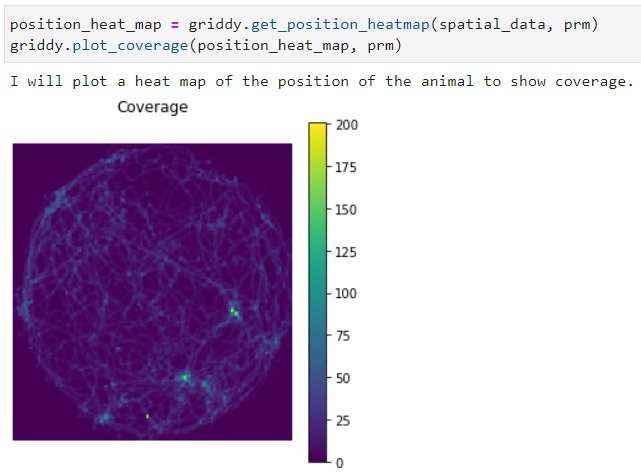 position_heat_map = griddy.get_position_heatmap(spatial_data, prm)
griddy.plot_coverage(position_heat_map, prm)
I will plot a heat map of the position of the animal to show coverage.
Coverage
200
175
150
125
100
75
50
25
0